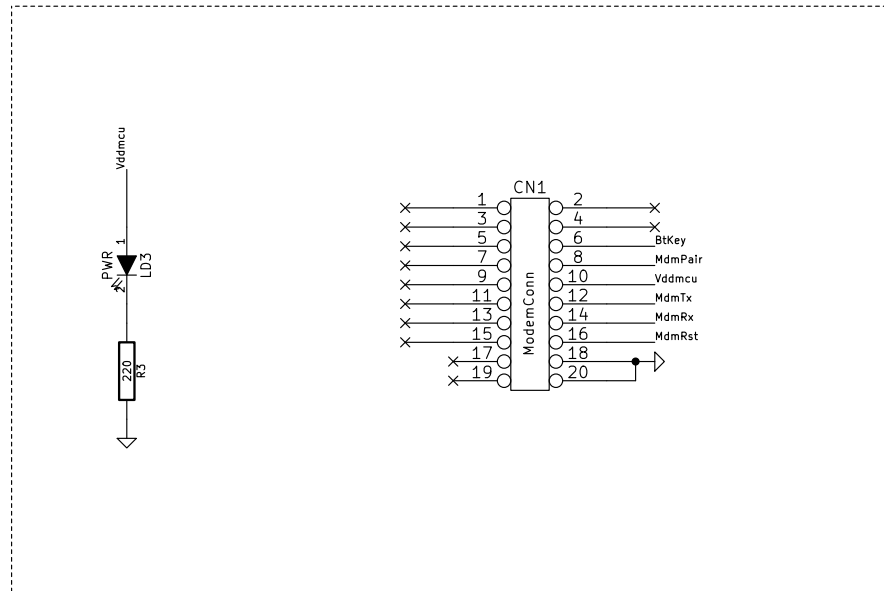 Vddmcu
1
PWR
LD3
2
220
R3
CN1
1 2
3 4
5 6 BtKey
7 8 MdmPair
9 10 Vddmcu
11 12 MdmTx
13 14 MdmRx
15 16 MdmRst
17 18
19 20
ModemConn